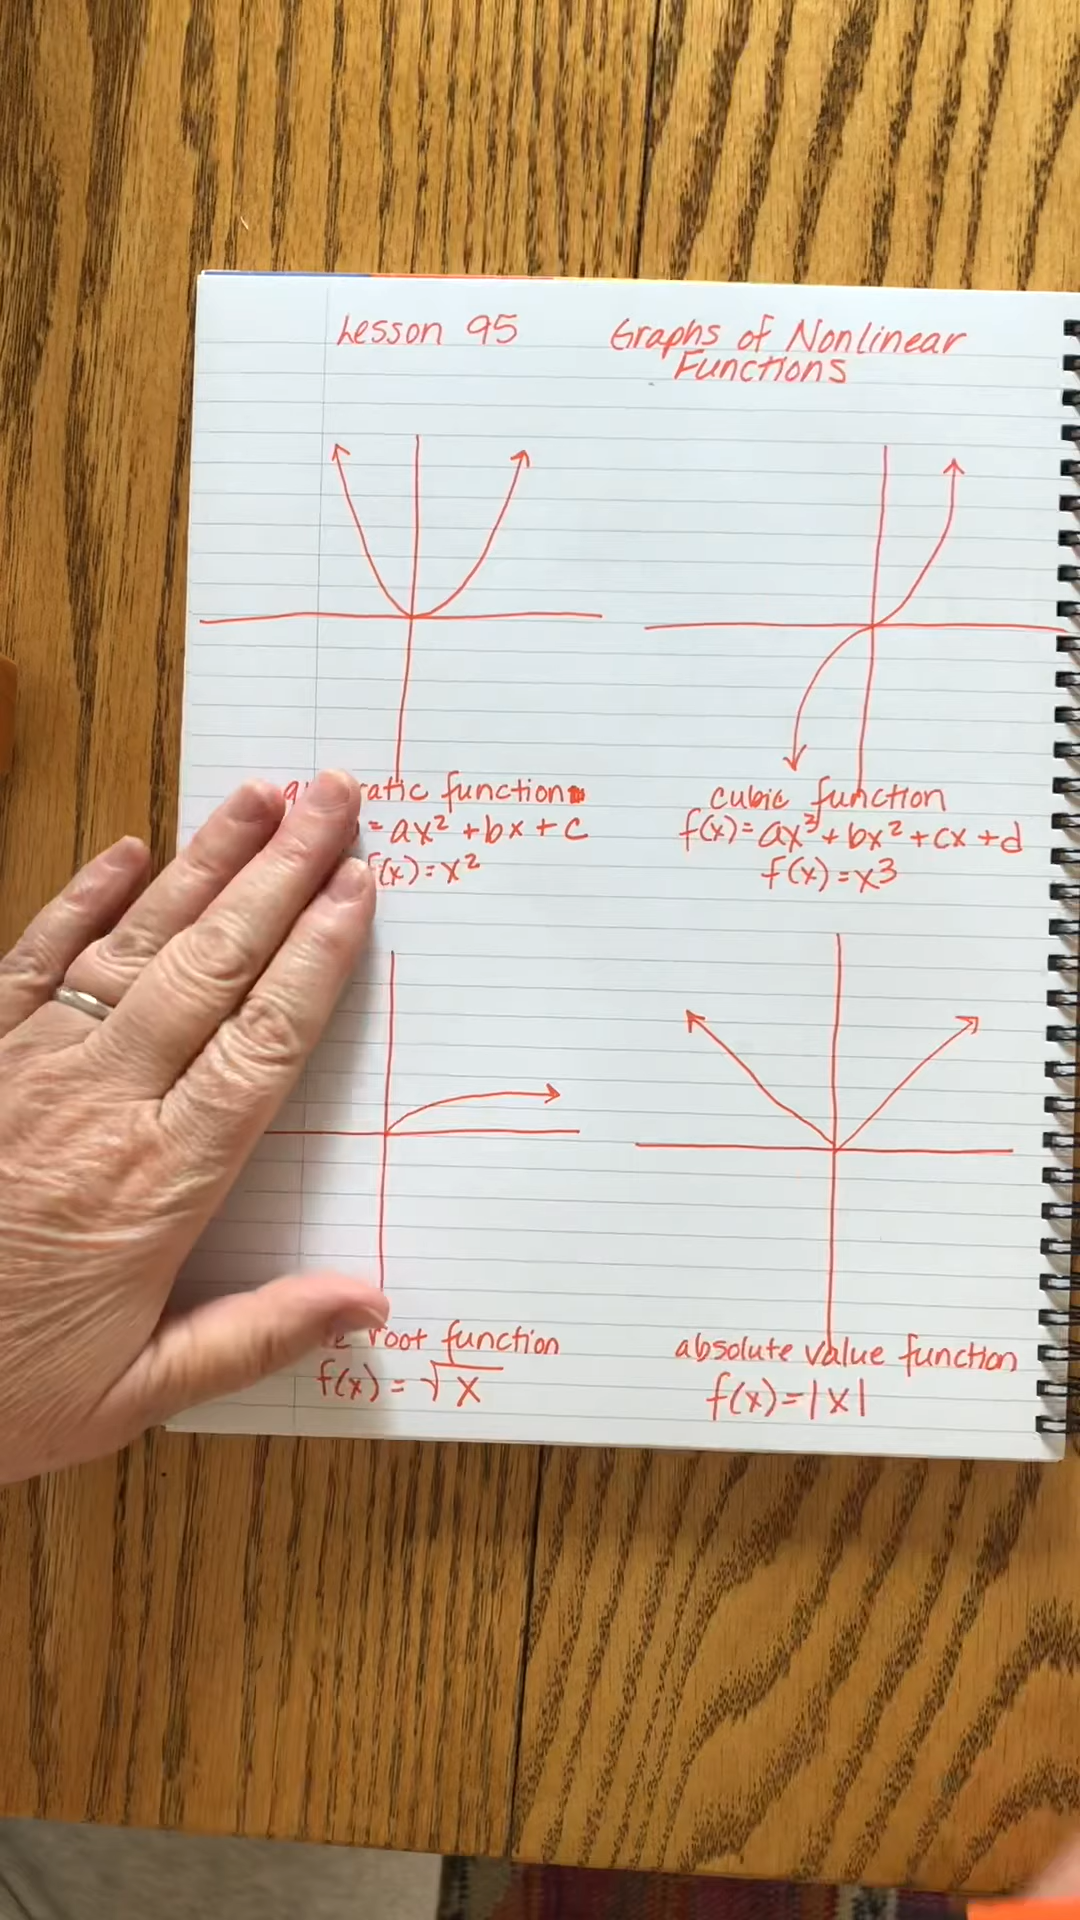 Lesson 95
Graphs of Nonlinear
Functions
function
= ax² + bx + c
f(x) = x²
cubic function
f(x) = ax³ + bx² + cx + d
f(x) = x³
root function
f(x) = √x
absolute value function
f(x) = |x|